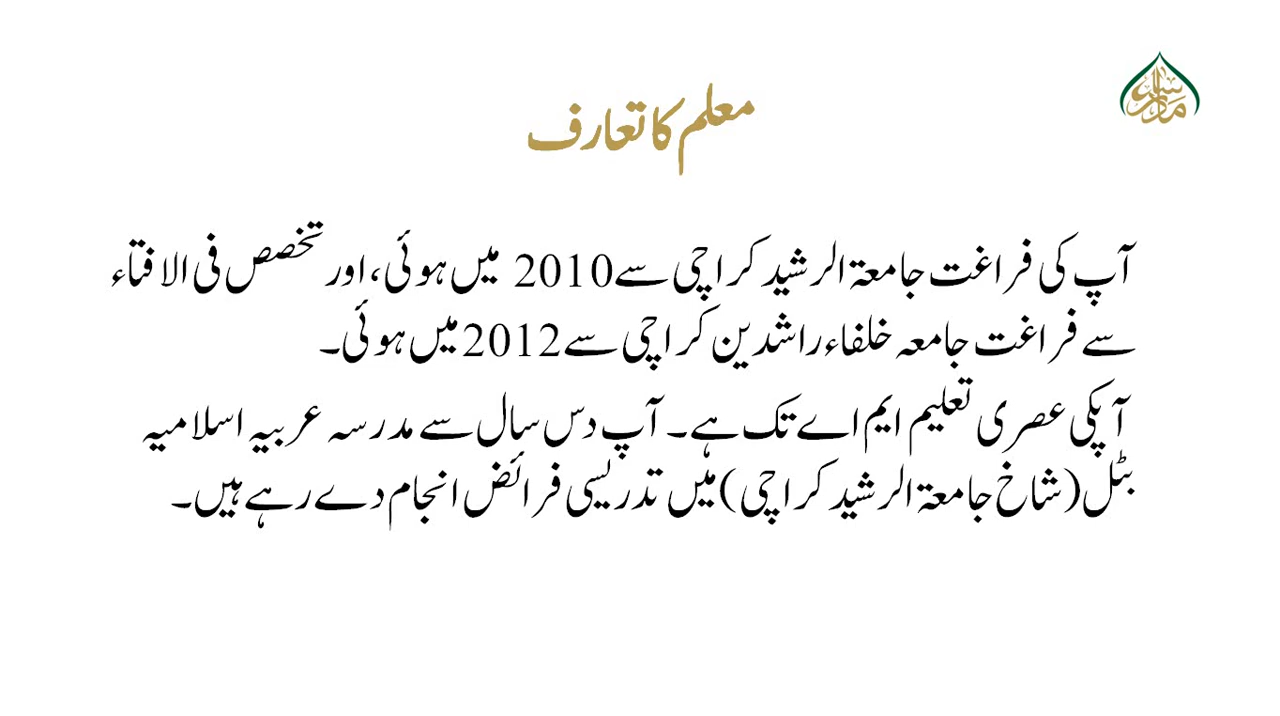 معلم کا تعارف
آپ کی فراغت جامعۃ الرشید کراچی سے 2010 میں ہوئی، اور تخصص فی الافتاء
سے فراغت جامعہ خلفاء راشدین کراچی سے 2012 میں ہوئی۔
آپکی عصری تعلیم ایم اے تک ہے۔ آپ دس سال سے مدرسہ عربیہ اسلامیہ
بٹل (شاخ جامعۃ الرشید کراچی) میں تدریسی فرائض انجام دے رہے ہیں۔